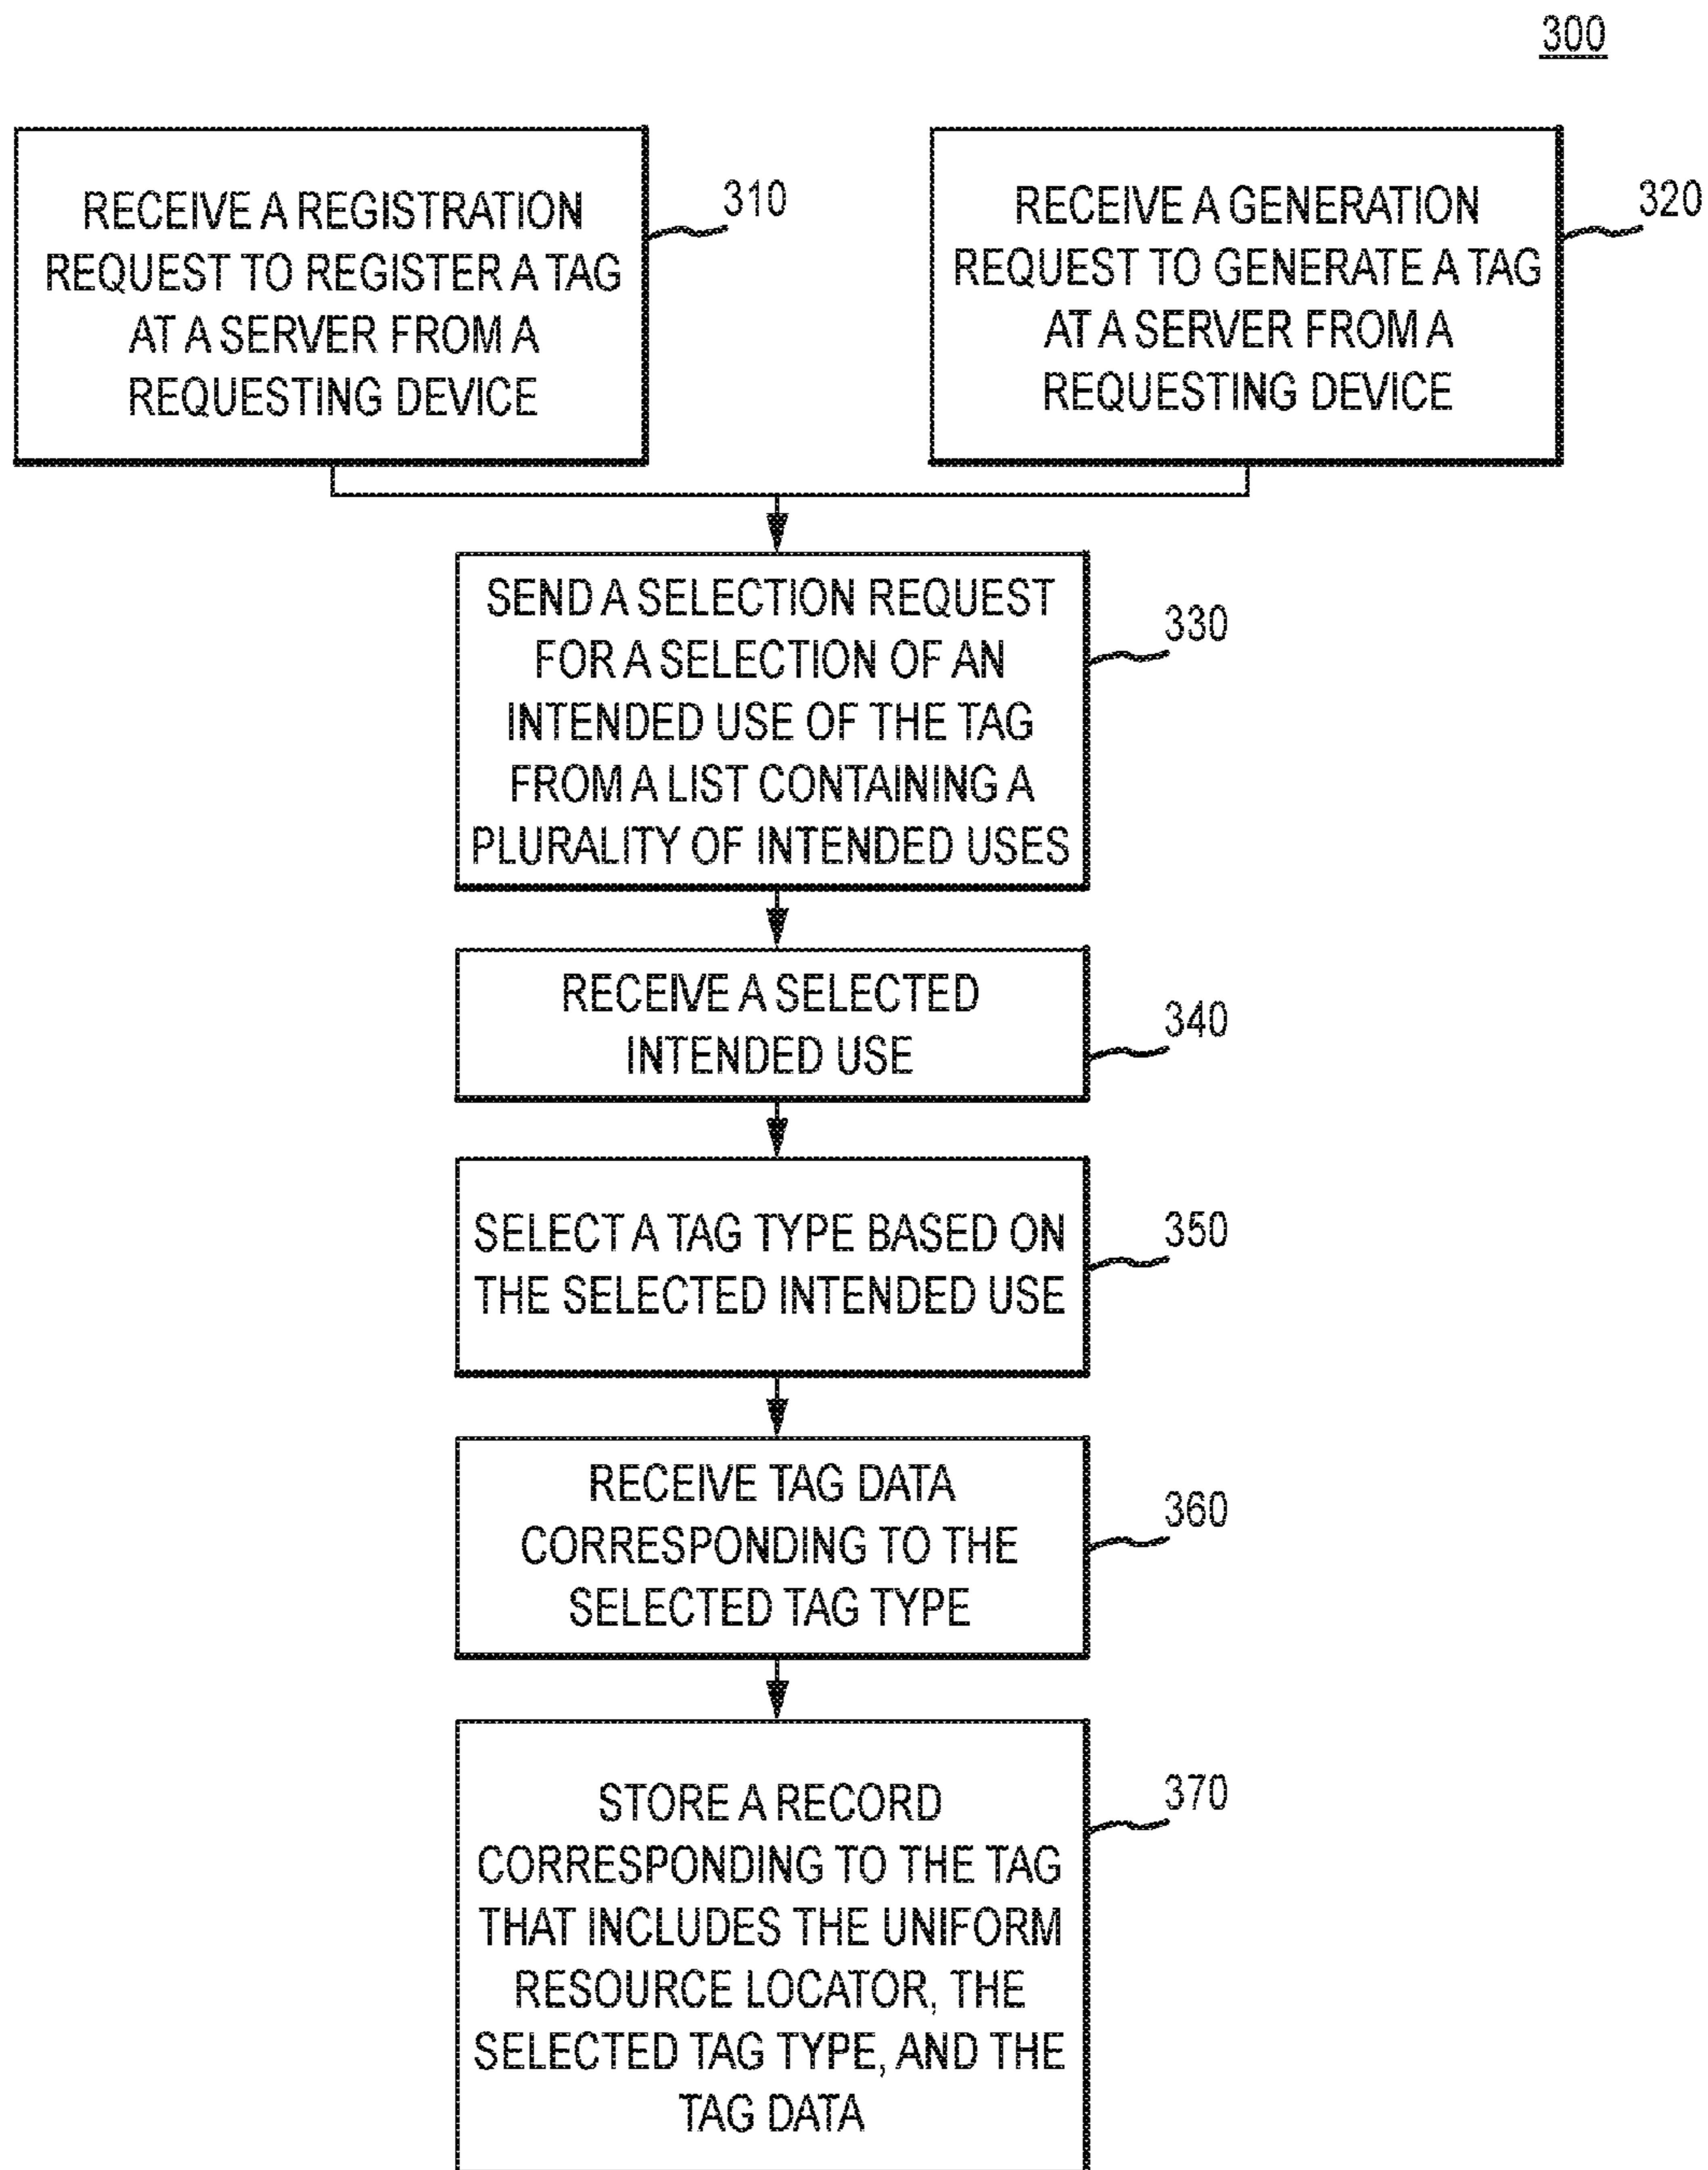 300
RECEIVE A REGISTRATION
REQUEST TO REGISTER A TAG
AT A SERVER FROM A
REQUESTING DEVICE
310
RECEIVE A GENERATION
REQUEST TO GENERATE A TAG
AT A SERVER FROM A
REQUESTING DEVICE
320
SEND A SELECTION REQUEST
FOR A SELECTION OF AN
INTENDED USE OF THE TAG
FROM A LIST CONTAINING A
PLURALITY OF INTENDED USES
330
RECEIVE A SELECTED
INTENDED USE
340
SELECT A TAG TYPE BASED ON
THE SELECTED INTENDED USE
350
RECEIVE TAG DATA
CORRESPONDING TO THE
SELECTED TAG TYPE
360
STORE A RECORD
CORRESPONDING TO THE TAG
THAT INCLUDES THE UNIFORM
RESOURCE LOCATOR, THE
SELECTED TAG TYPE, AND THE
TAG DATA
370